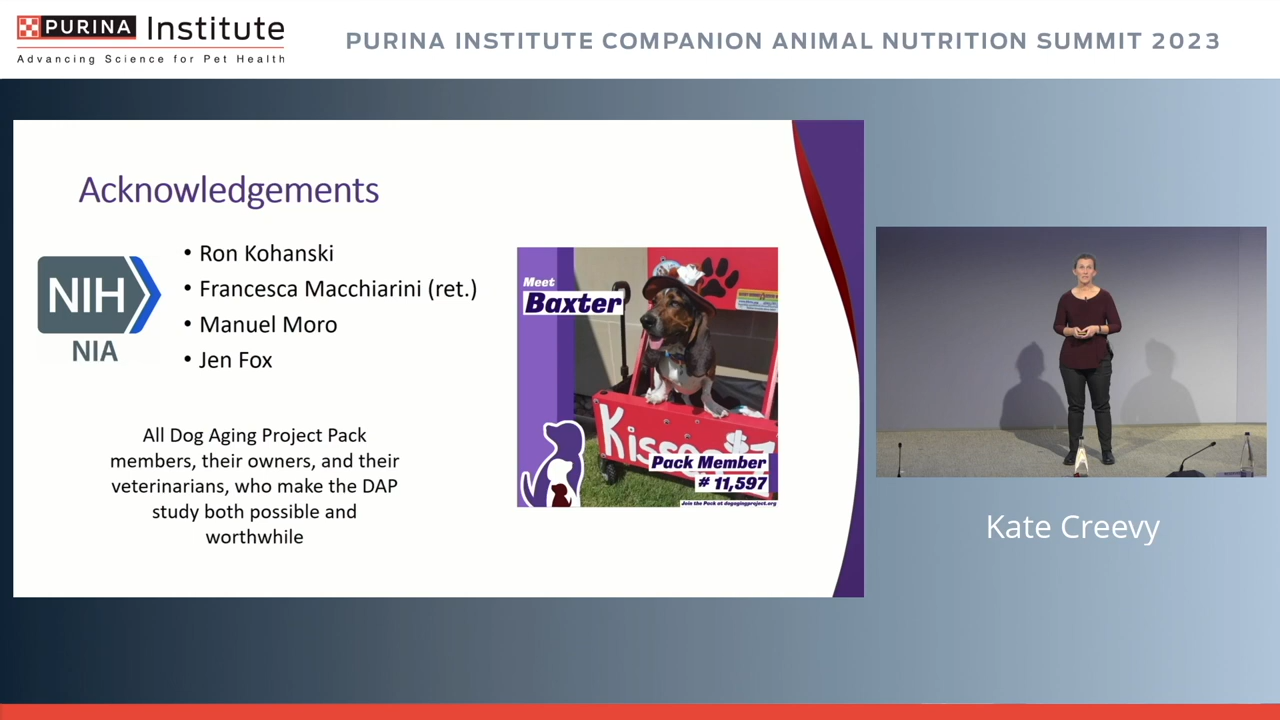 PURINA Institute
Advancing Science for Pet Health
PURINA INSTITUTE COMPANION ANIMAL NUTRITION SUMMIT 2023
Acknowledgements
NIH
NIA
• Ron Kohanski
• Francesca Macchiarini (ret.)
• Manuel Moro
• Jen Fox
All Dog Aging Project Pack
members, their owners, and their
veterinarians, who make the DAP
study both possible and
worthwhile
Meet
Baxter
Pack Member
# 11,597
Join the Pack at dogagingproject.org
Kate Creevy